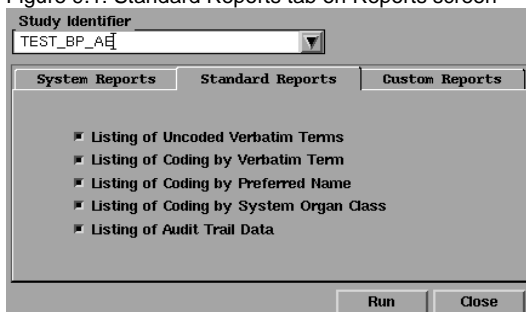 Figure 9.1: Standard Reports tab on Reports screen
Study Identifier
TEST_BP_AE
System Reports Standard Reports Custom Reports
Listing of Uncoded Verbatim Terms
Listing of Coding by Verbatim Term
Listing of Coding by Preferred Name
Listing of Coding by System Organ Class
Listing of Audit Trail Data
Run Close